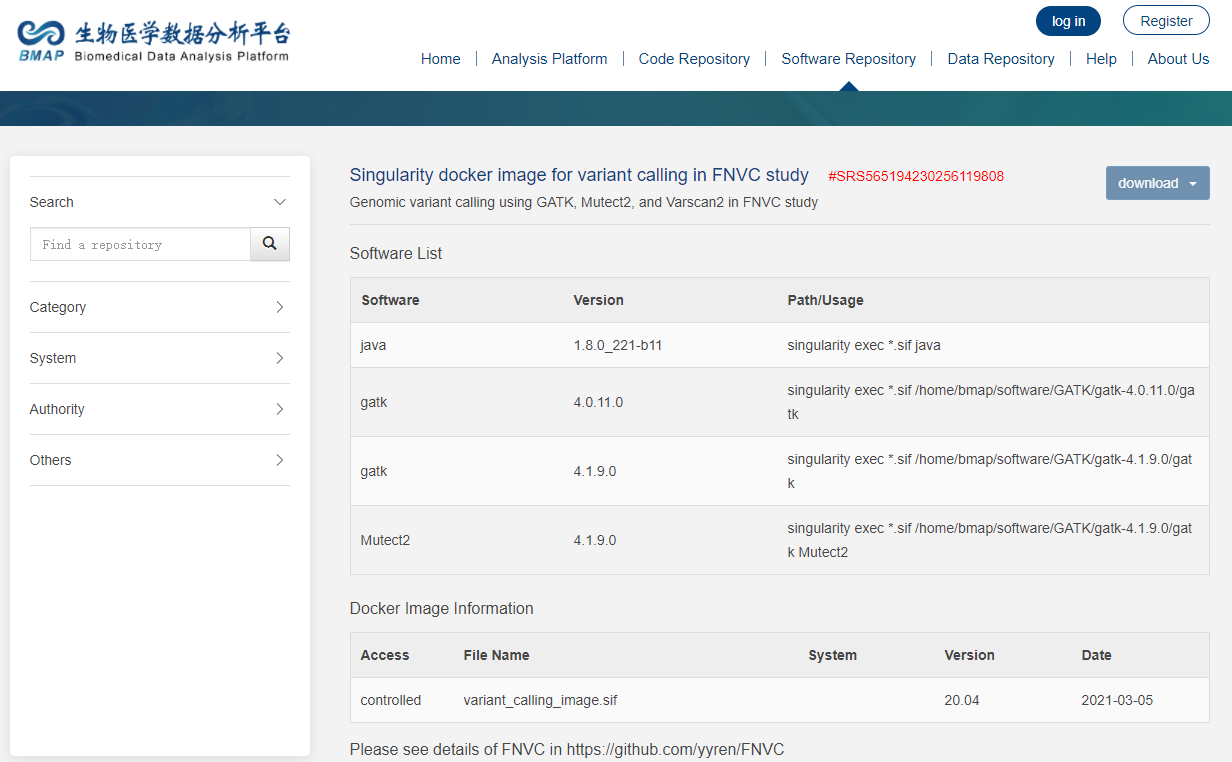 生物医学数据分析平台
BMAP Biomedical Data Analysis Platform
log in Register
Home Analysis Platform Code Repository Software Repository Data Repository Help About Us
Search
Find a repository
Category
System
Authority
Others
Singularity docker image for variant calling in FNVC study #SRS565194230256119808
download
Genomic variant calling using GATK, Mutect2, and Varscan2 in FNVC study
Software List
Software Version Path/Usage
java 1.8.0_221-b11 singularity exec *.sif java
gatk 4.0.11.0 singularity exec *.sif /home/bmap/software/GATK/gatk-4.0.11.0/ga
tk
gatk 4.1.9.0 singularity exec *.sif /home/bmap/software/GATK/gatk-4.1.9.0/gat
k
Mutect2 4.1.9.0 singularity exec *.sif /home/bmap/software/GATK/gatk-4.1.9.0/gat
k Mutect2
Docker Image Information
Access File Name System Version Date
controlled variant_calling_image.sif 20.04 2021-03-05
Please see details of FNVC in https://github.com/yyren/FNVC